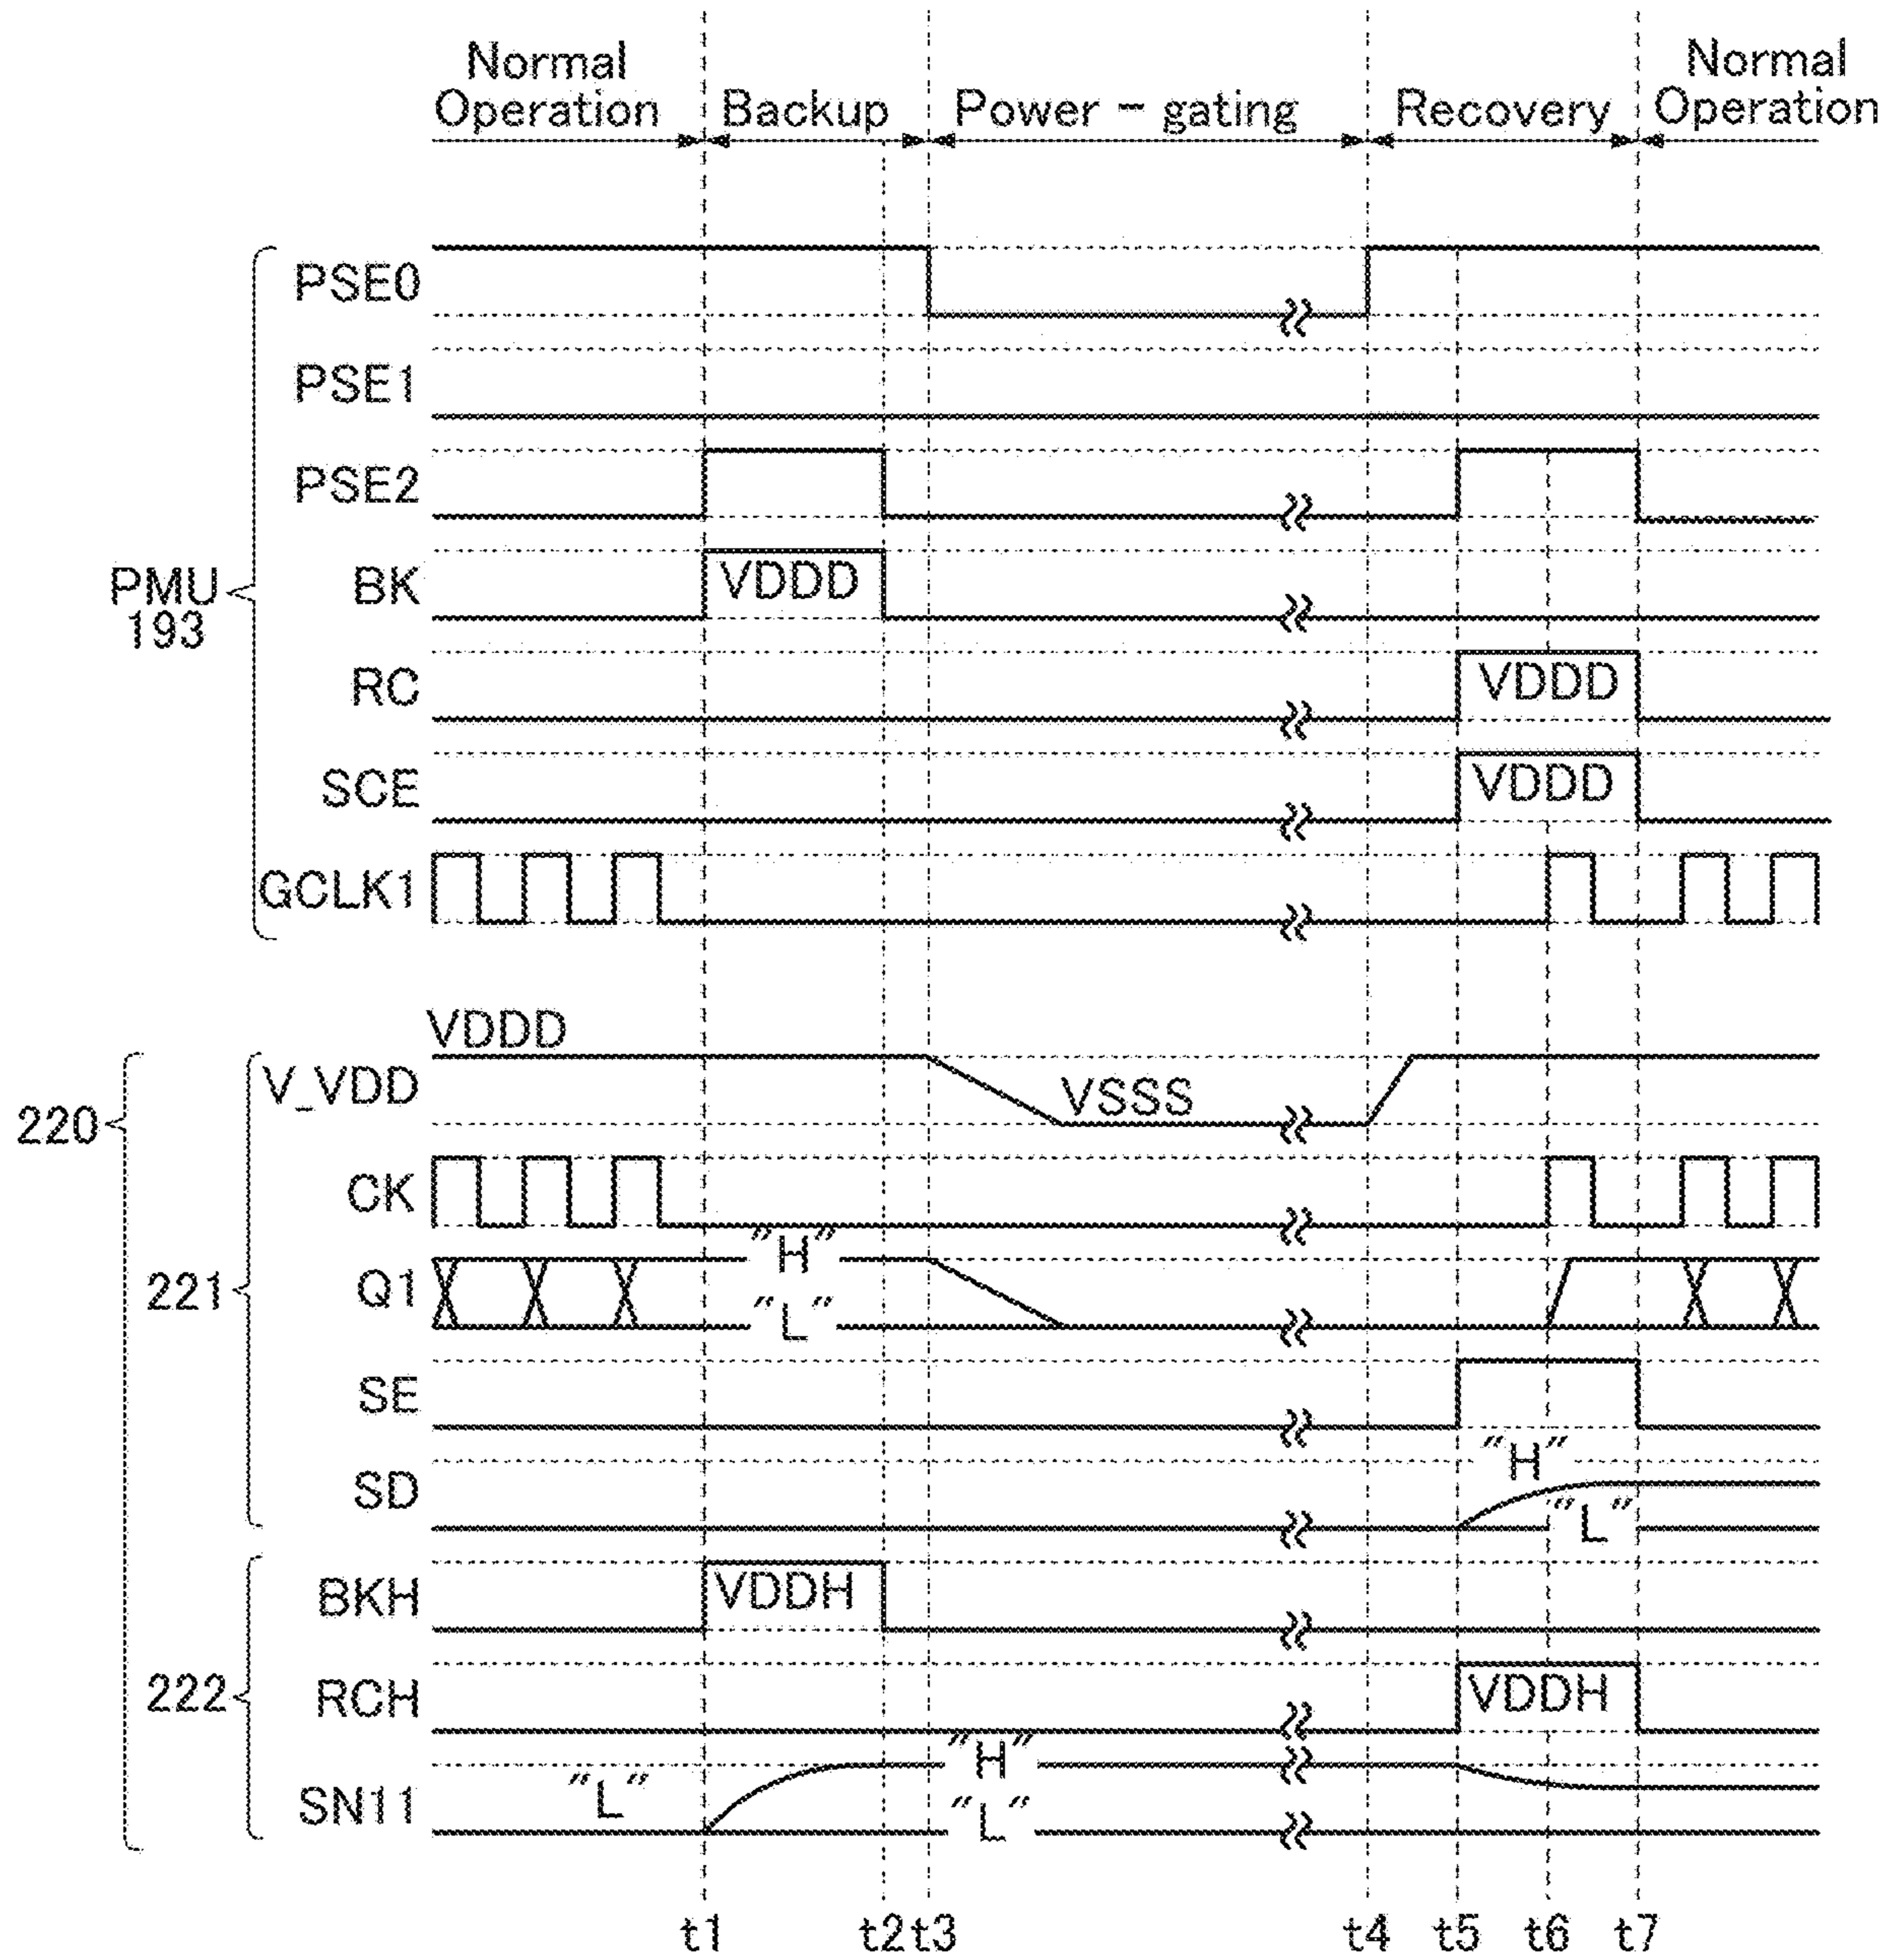 Normal
Operation
Backup
Power - gating
Recovery
Normal
Operation
PMU
193
PSE0
PSE1
PSE2
BK
VDDD
RC
VDDD
SCE
VDDD
GCLK1
220
221
VDDD
V_VDD
VSSS
CK
Q1
"H"
"L"
SE
SD
"H"
"L"
222
BKH
VDDH
RCH
VDDH
SN11
"L"
"H"
"L"
t1
t2
t3
t4
t5
t6
t7